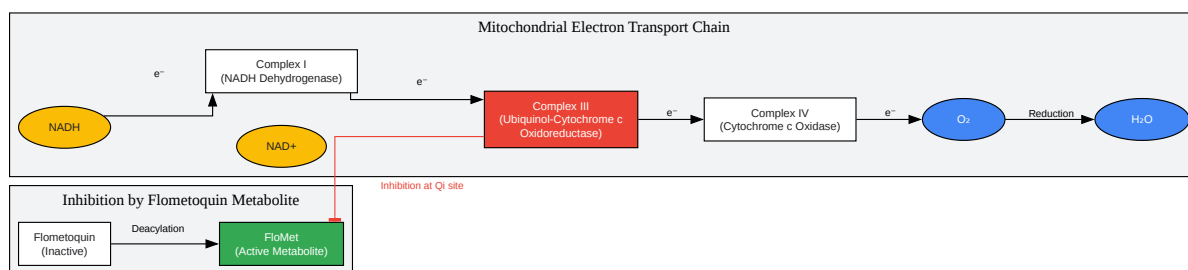 Mitochondrial Electron Transport Chain
NADH
e⁻
Complex I
(NADH Dehydrogenase)
NAD+
e⁻
Complex III
(Ubiquinol-Cytochrome c
Oxidoreductase)
e⁻
Complex IV
(Cytochrome c Oxidase)
e⁻
O₂
Reduction
H₂O
Inhibition at Qi site
Inhibition by Flometoquin Metabolite
Flometoquin
(Inactive)
Deacylation
FloMet
(Active Metabolite)